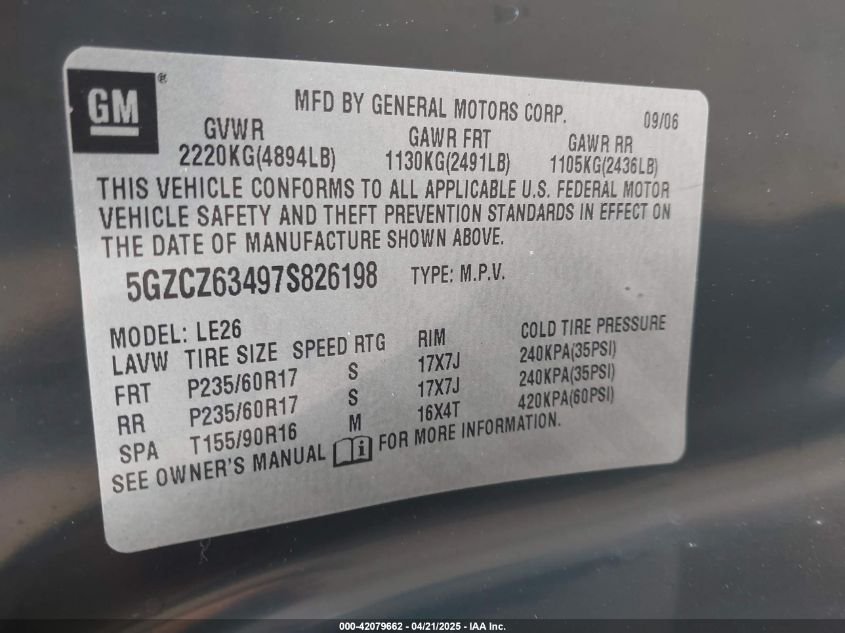 GM ®
MFD BY GENERAL MOTORS CORP. 09/06
GVWR GAWR FRT GAWR RR
2220KG(4894LB) 1130KG(2491LB) 1105KG(2436LB)
THIS VEHICLE CONFORMS TO ALL APPLICABLE U.S. FEDERAL MOTOR
VEHICLE SAFETY AND THEFT PREVENTION STANDARDS IN EFFECT ON
THE DATE OF MANUFACTURE SHOWN ABOVE.
5GZCZ63497S826198 TYPE: M.P.V.
MODEL: LE26
LAVW TIRE SIZE SPEED RTG RIM COLD TIRE PRESSURE
FRT P235/60R17 S 17X7J 240KPA(35PSI)
RR P235/60R17 S 17X7J 240KPA(35PSI)
SPA T155/90R16 M 16X4T 420KPA(60PSI)
SEE OWNER'S MANUAL i FOR MORE INFORMATION.
000-42079662 - 04/21/2025 - IAA Inc.